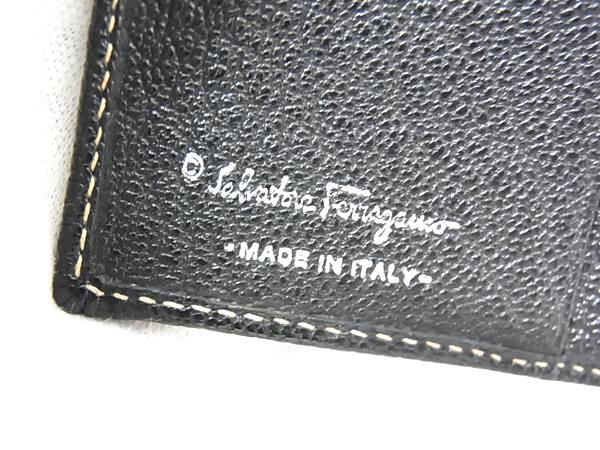 © Salvatore Ferragamo
- MADE IN ITALY -